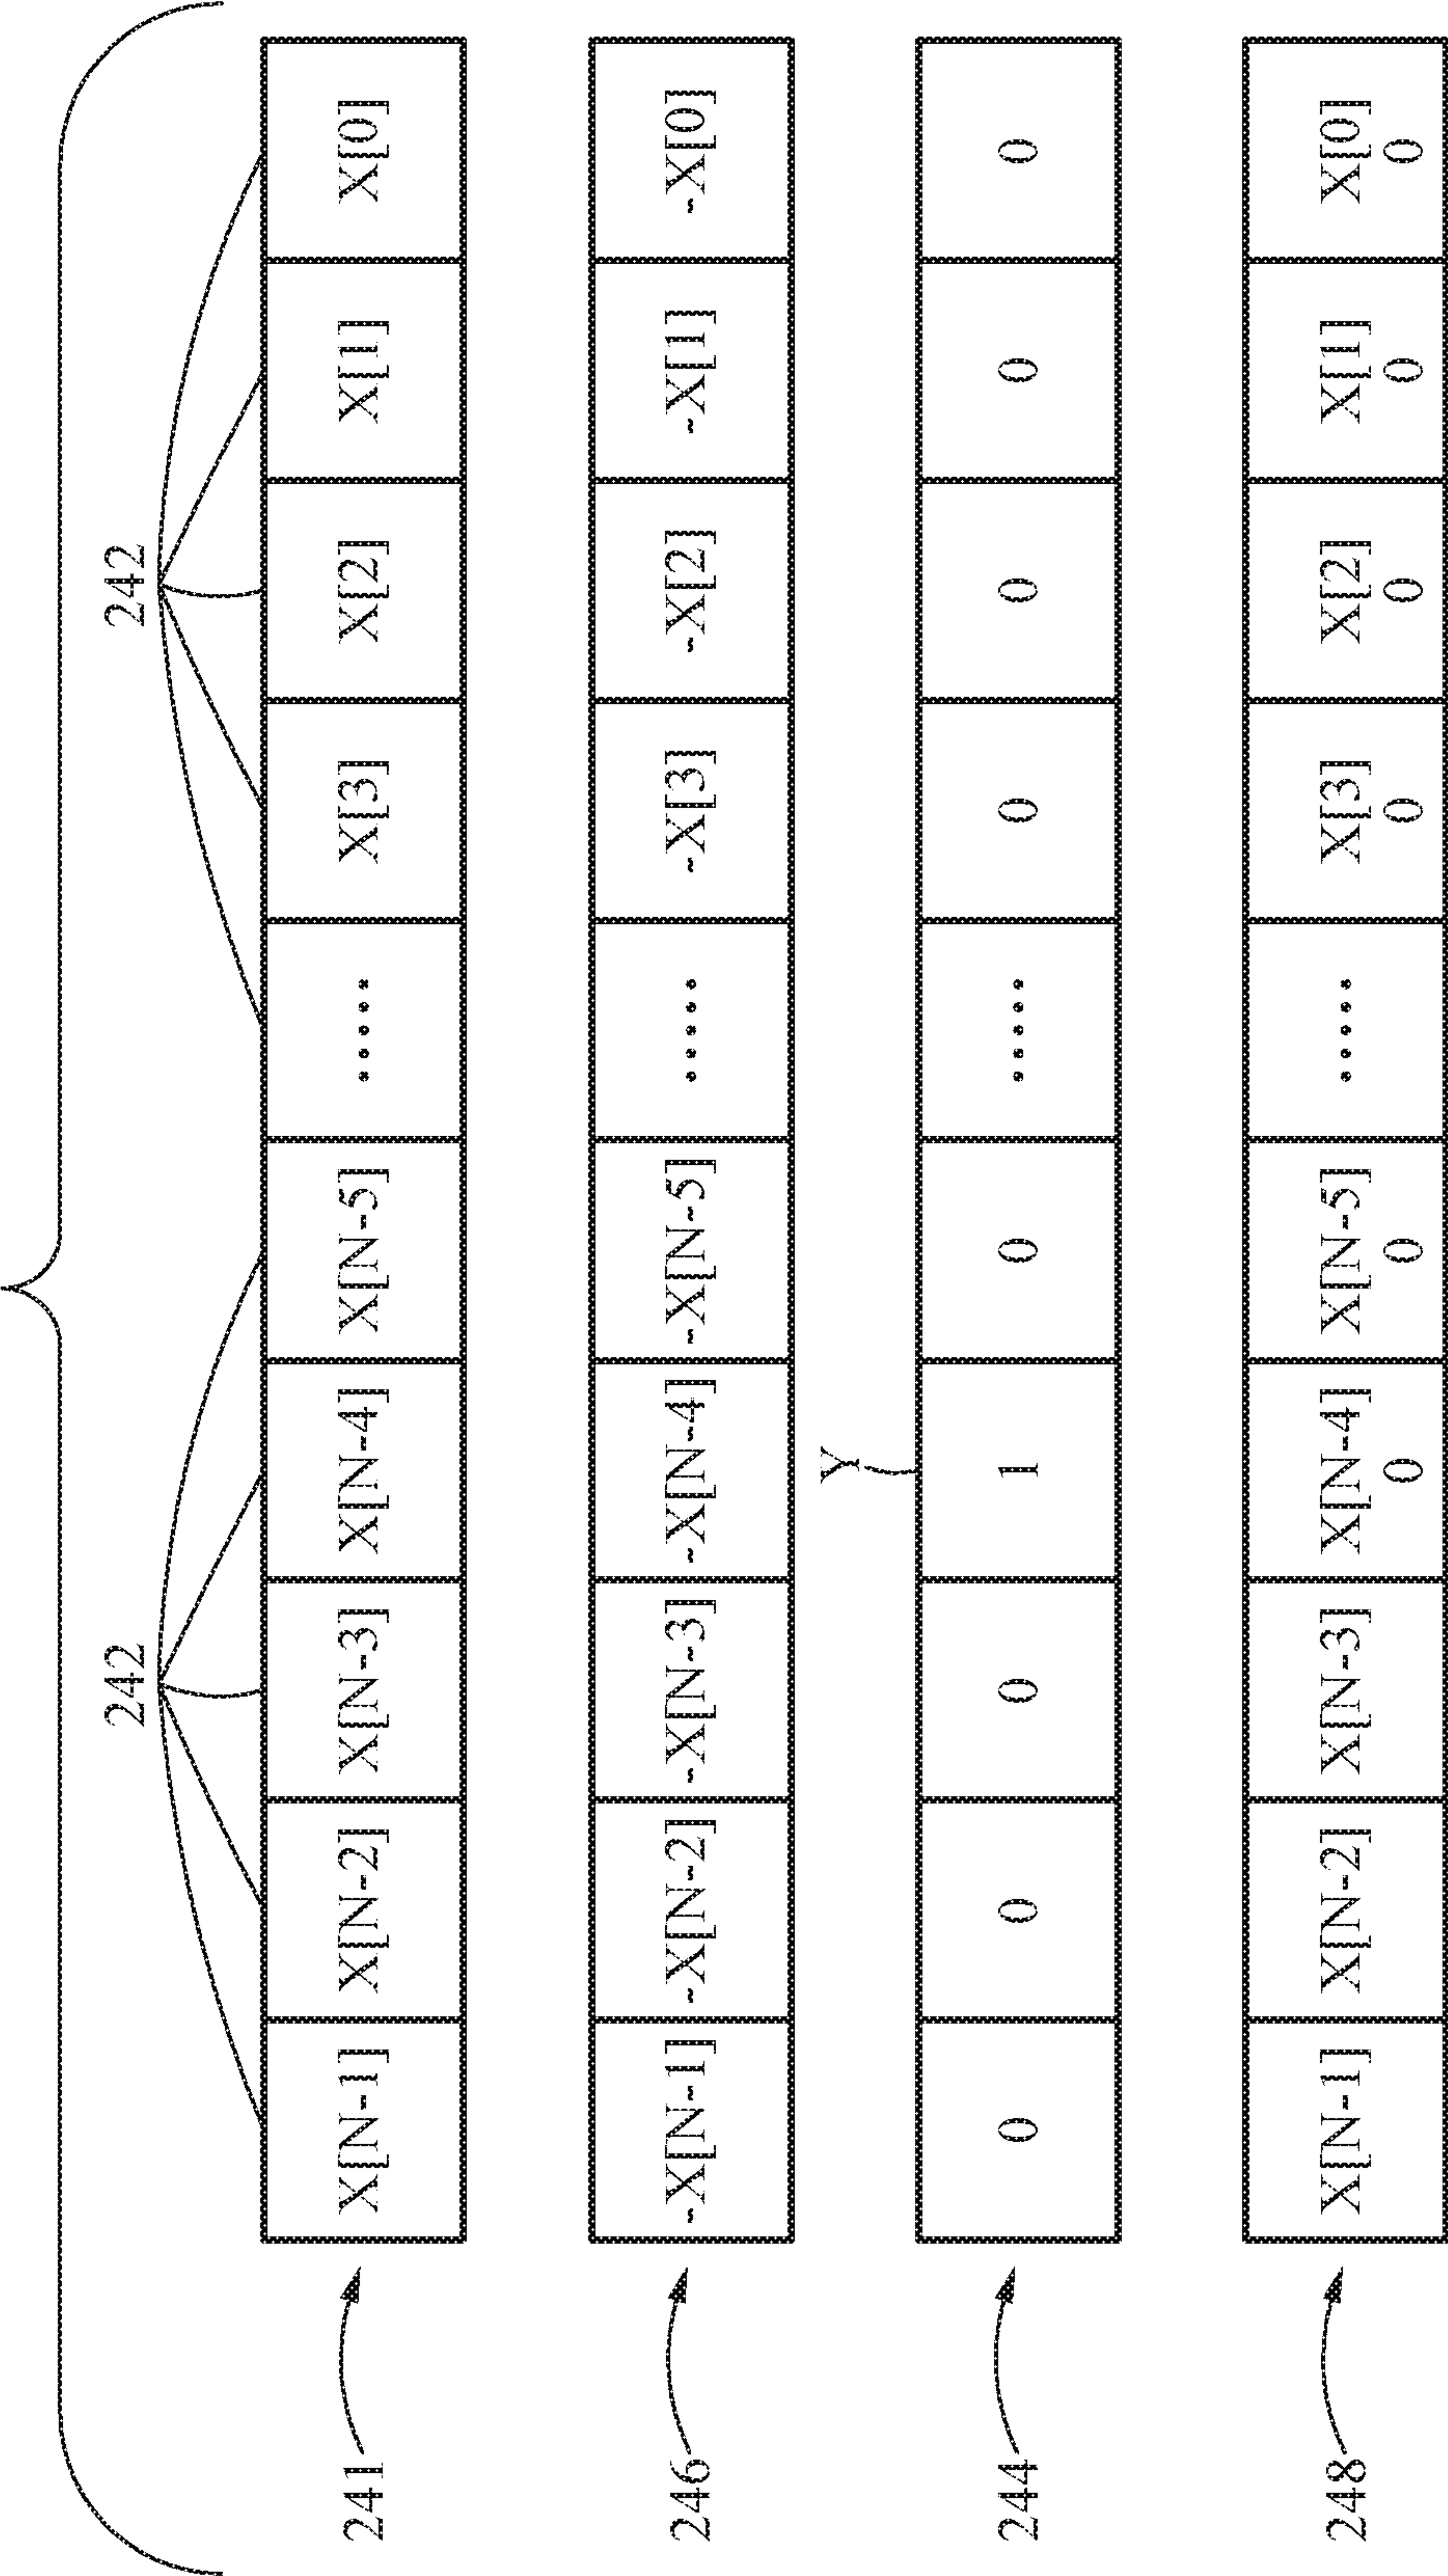 242 242
241 X[N-1] X[N-2] X[N-3] X[N-4] X[N-5] ..... X[3] X[2] X[1] X[0]
246 ~X[N-1] ~X[N-2] ~X[N-3] ~X[N-4] ~X[N-5] ..... ~X[3] ~X[2] ~X[1] ~X[0]
Y
244 0 0 0 1 0 ..... 0 0 0 0
248 X[N-1] X[N-2] X[N-3] X[N-4] X[N-5] ..... X[3] X[2] X[1] X[0]
0 0 0 0 0 0